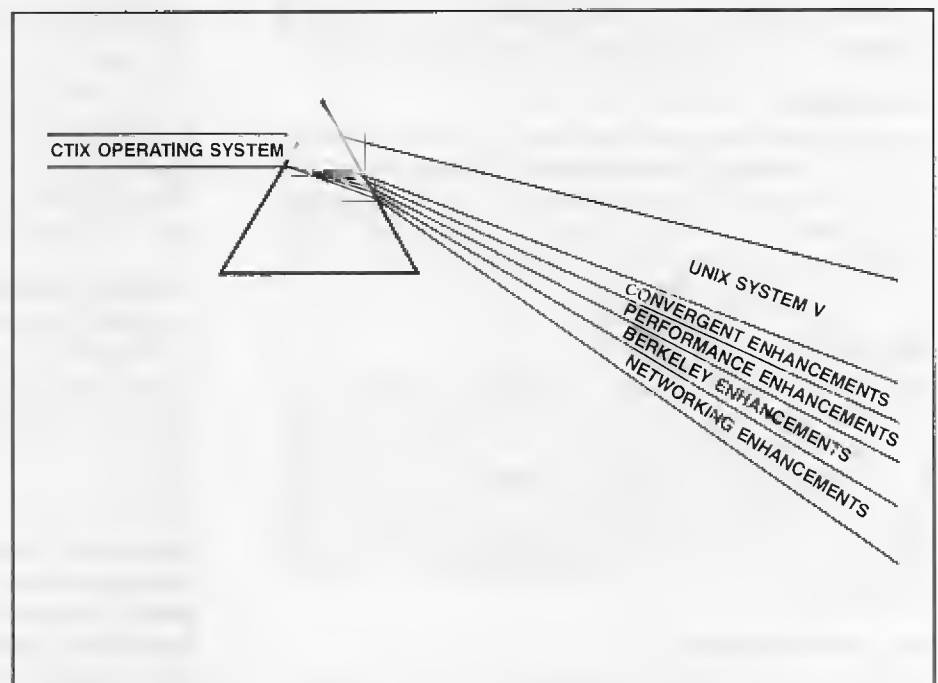 CTIX OPERATING SYSTEM
UNIX SYSTEM V
CONVERGENT ENHANCEMENTS
PERFORMANCE ENHANCEMENTS
BERKELEY ENHANCEMENTS
NETWORKING ENHANCEMENTS